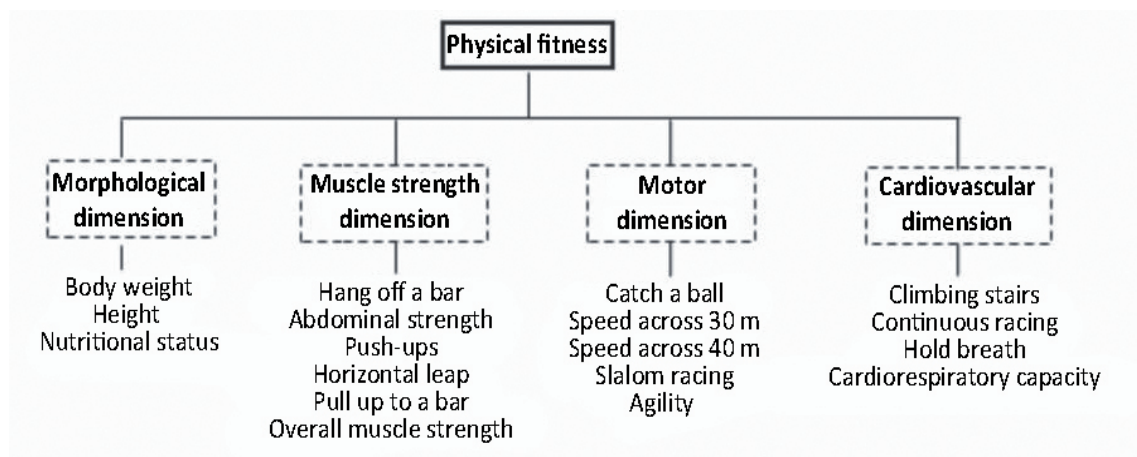 Physical fitness
Morphological
dimension
Body weight
Height
Nutritional status
Muscle strength
dimension
Hang off a bar
Abdominal strength
Push-ups
Horizontal leap
Pull up to a bar
Overall muscle strength
Motor
dimension
Catch a ball
Speed across 30 m
Speed across 40 m
Slalom racing
Agility
Cardiovascular
dimension
Climbing stairs
Continuous racing
Hold breath
Cardiorespiratory capacity